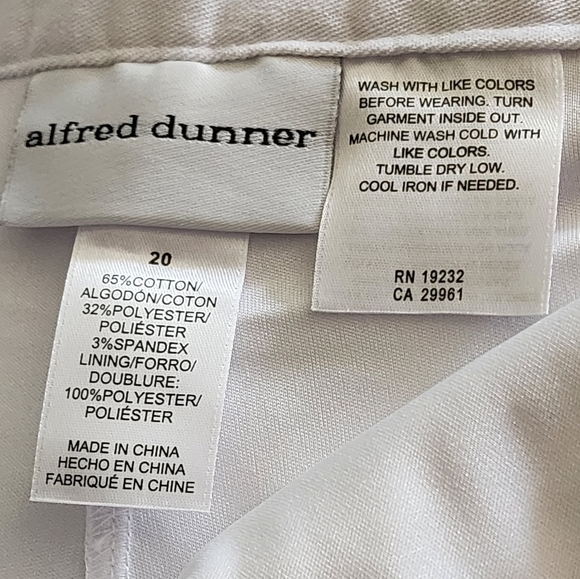 alfred dunner
WASH WITH LIKE COLORS
BEFORE WEARING. TURN
GARMENT INSIDE OUT.
MACHINE WASH COLD WITH
LIKE COLORS.
TUMBLE DRY LOW.
COOL IRON IF NEEDED.
RN 19232
CA 29961
20
65%COTTON/
ALGODÓN/COTON
32%POLYESTER/
POLIÉSTER
3%SPANDEX
LINING/FORRO/
DOUBLURE:
100%POLYESTER/
POLIÉSTER
MADE IN CHINA
HECHO EN CHINA
FABRIQUÉ EN CHINE